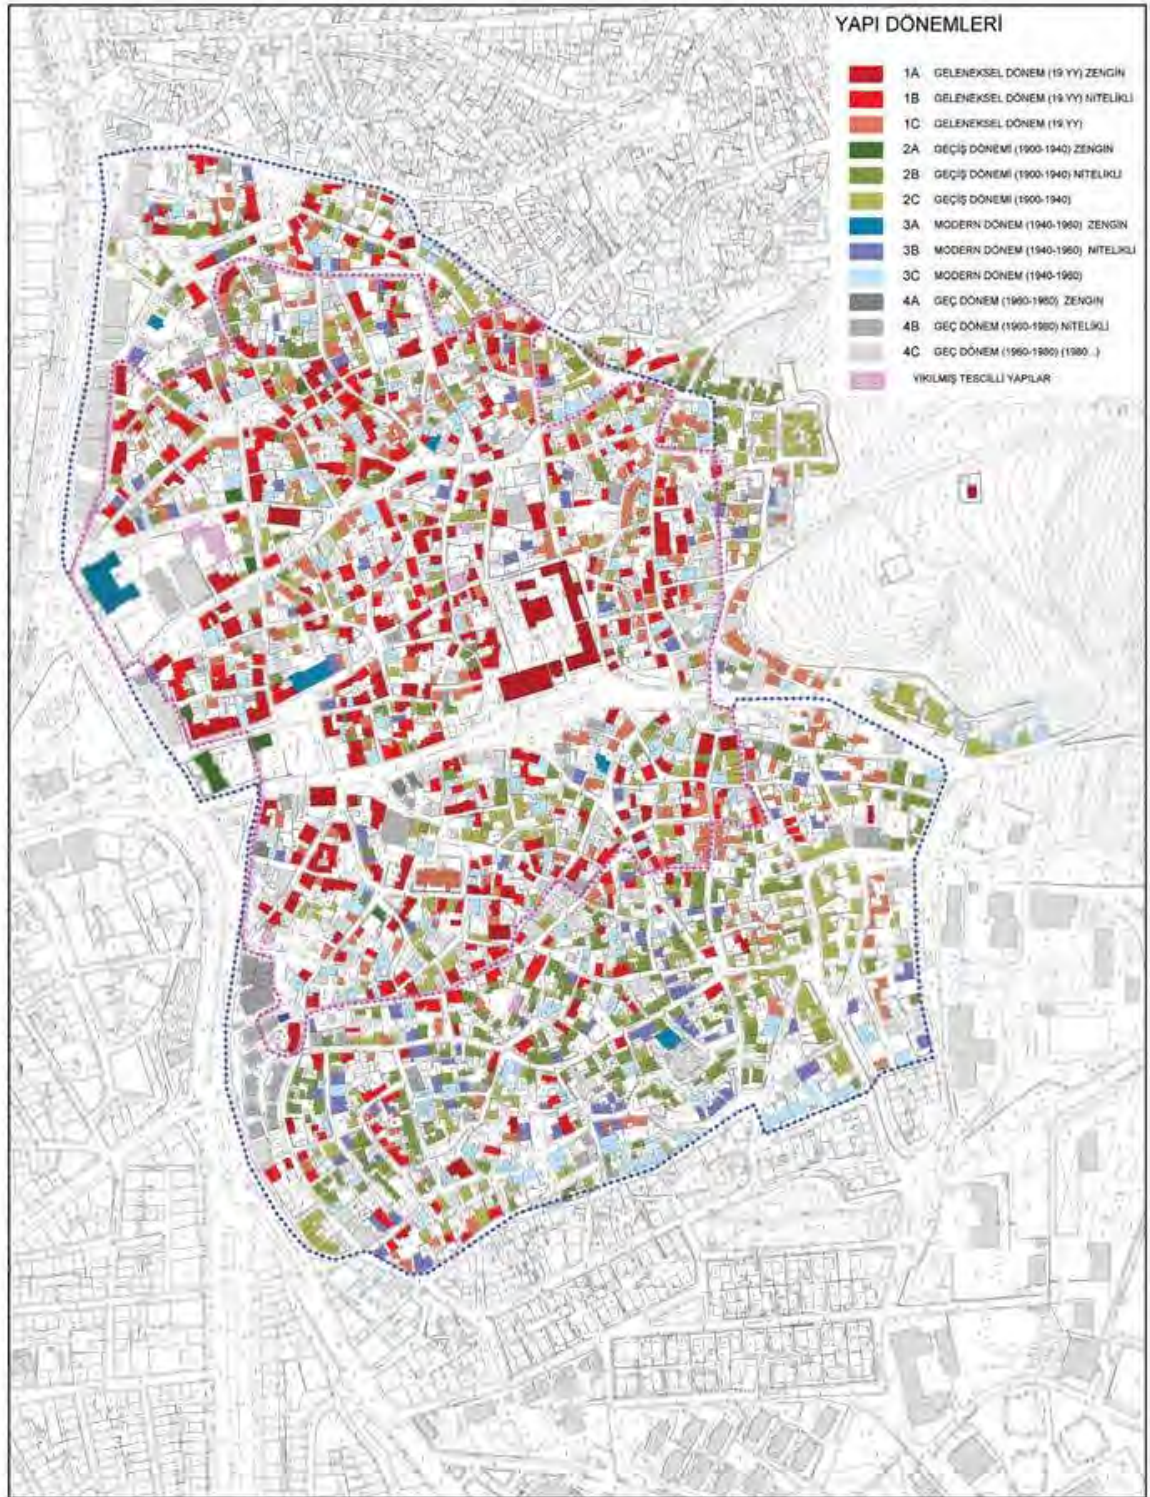 YAPI DÖNEMLERİ
1A GELENEKSEL DÖNEM (19.YY) ZENGİN
1B GELENEKSEL DÖNEM (19.YY) NİTELİKLİ
1C GELENEKSEL DÖNEM (19.YY)
2A GEÇİŞ DÖNEMİ (1900-1940) ZENGİN
2B GEÇİŞ DÖNEMİ (1900-1940) NİTELİKLİ
2C GEÇİŞ DÖNEMİ (1900-1940)
3A MODERN DÖNEM (1940-1960) ZENGİN
3B MODERN DÖNEM (1940-1960) NİTELİKLİ
3C MODERN DÖNEM (1940-1960)
4A GEÇ DÖNEM (1960-1980) ZENGİN
4B GEÇ DÖNEM (1960-1980) NİTELİKLİ
4C GEÇ DÖNEM (1960-1980) (1980...)
YIKILMIŞ TESCİLLİ YAPILAR